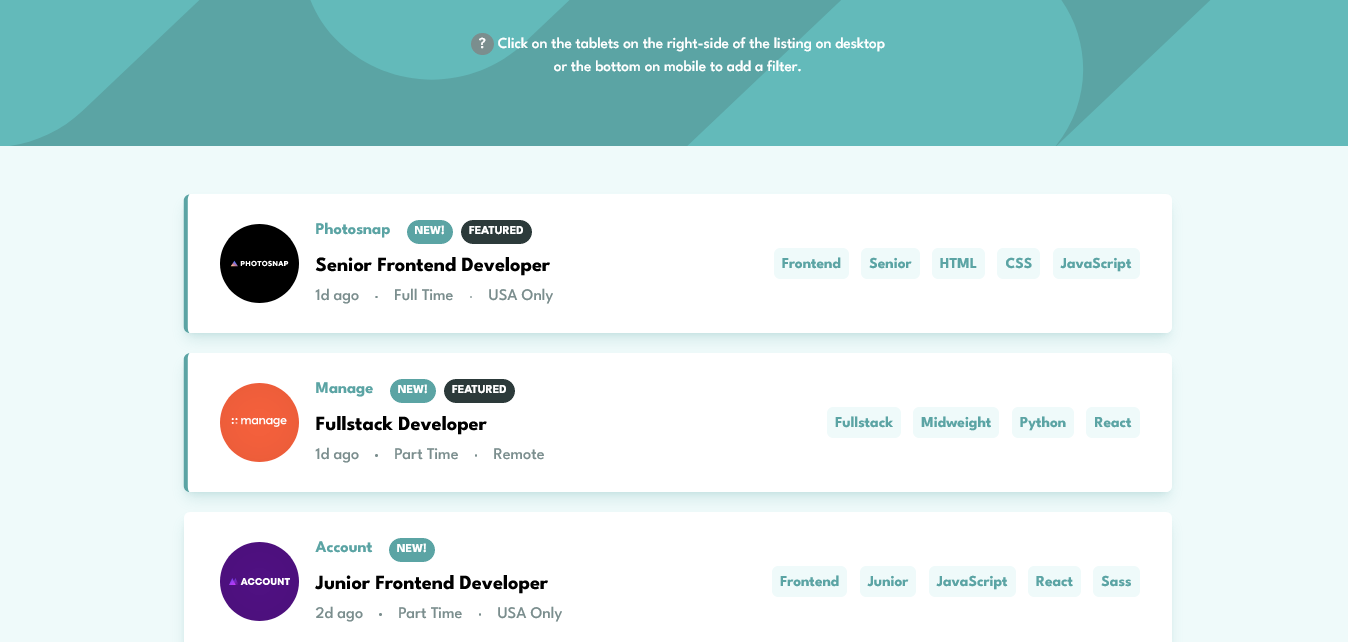 ? Click on the tablets on the right-side of the listing on desktop
or the bottom on mobile to add a filter.
PHOTOSNAP
Photosnap NEW! FEATURED
Senior Frontend Developer
1d ago · Full Time · USA Only
Frontend Senior HTML CSS JavaScript
:: manage
Manage NEW! FEATURED
Fullstack Developer
1d ago · Part Time · Remote
Fullstack Midweight Python React
ACCOUNT
Account NEW!
Junior Frontend Developer
2d ago · Part Time · USA Only
Frontend Junior JavaScript React Sass